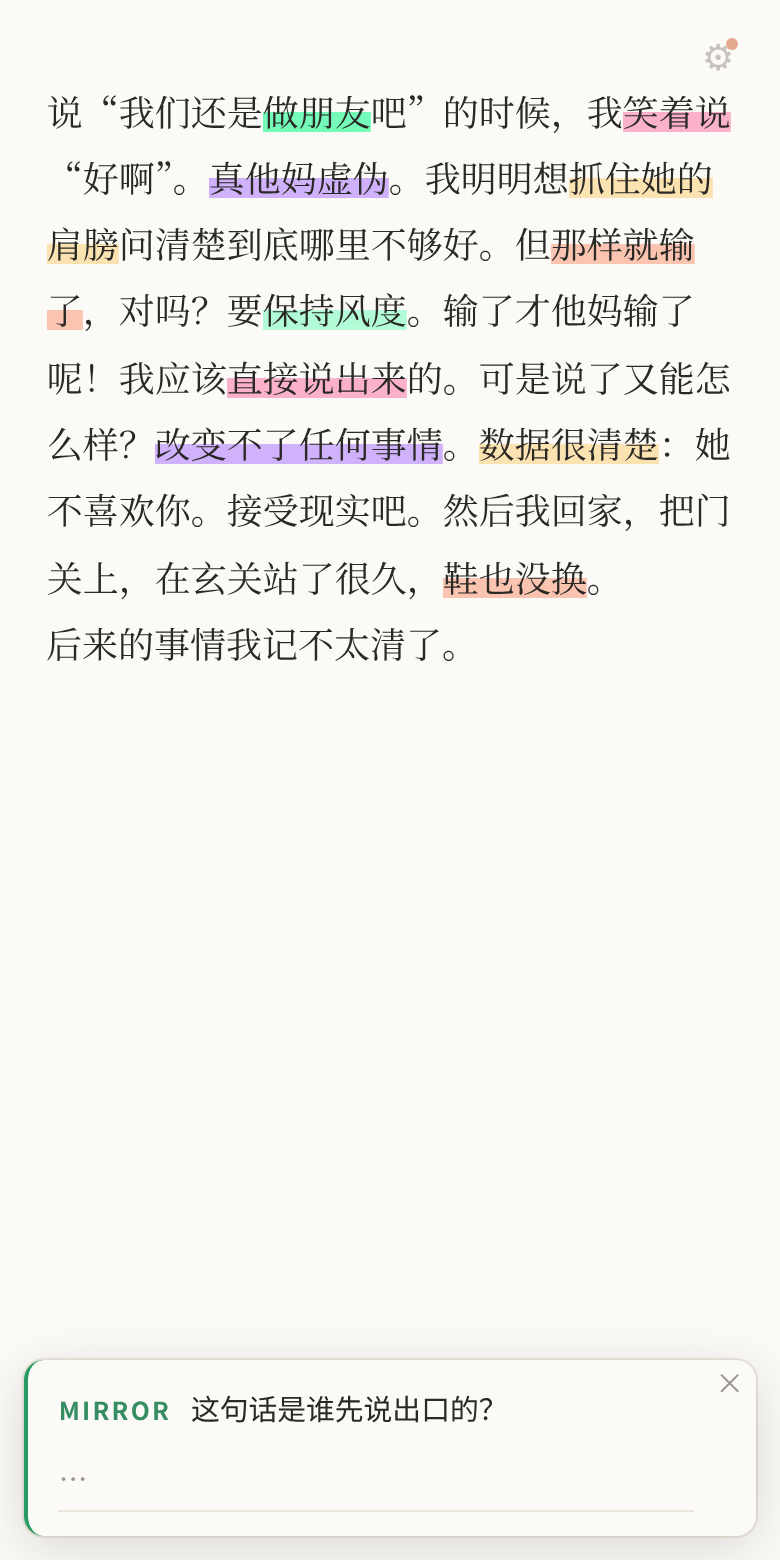 说“我们还是做朋友吧”的时候，我笑着说
“好啊”。真他妈虚伪。我明明想抓住她的
肩膀问清楚到底哪里不够好。但那样就输
了，对吗？要保持风度。输了才他妈输了
呢！我应该直接说出来的。可是说了又能怎
么样？改变不了任何事情。数据很清楚：她
不喜欢你。接受现实吧。然后我回家，把门
关上，在玄关站了很久，鞋也没换。
后来的事情我记不太清了。
MIRROR 这句话是谁先说出口的？
...